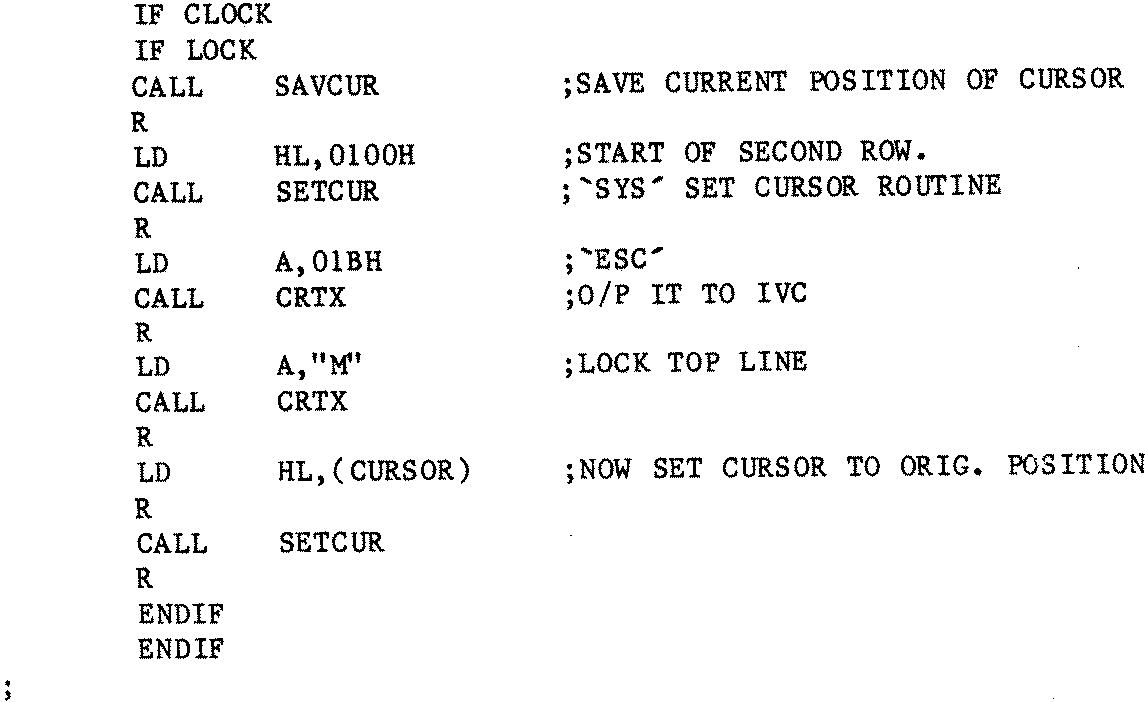 IF CLOCK
IF LOCK
CALL SAVCUR ;SAVE CURRENT POSITION OF CURSOR
R
LD HL,0100H ;START OF SECOND ROW.
CALL SETCUR ;`SYS´ SET CURSOR ROUTINE
R
LD A,01BH ;`ESC´
CALL CRTX ;O/P IT TO IVC
R
LD A,"M" ;LOCK TOP LINE
CALL CRTX
R
LD HL,(CURSOR) ;NOW SET CURSOR TO ORIG. POSITION
R
CALL SETCUR
R
ENDIF
ENDIF
;